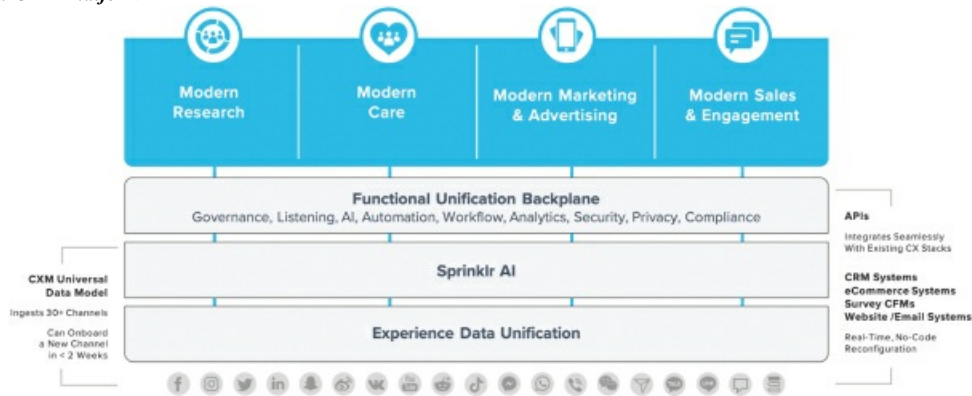 Modern
Research
Modern
Care
Modern Marketing
& Advertising
Modern Sales
& Engagement
Functional Unification Backplane
Governance, Listening, AI, Automation, Workflow, Analytics, Security, Privacy, Compliance
Sprinklr AI
Experience Data Unification
CXM Universal
Data Model
Ingests 30+ Channels
Can Onboard
a New Channel
in < 2 Weeks
APIs
Integrates Seamlessly
With Existing CX Stacks
CRM Systems
eCommerce Systems
Survey CFMs
Website /Email Systems
Real-Time, No-Code
Reconfiguration